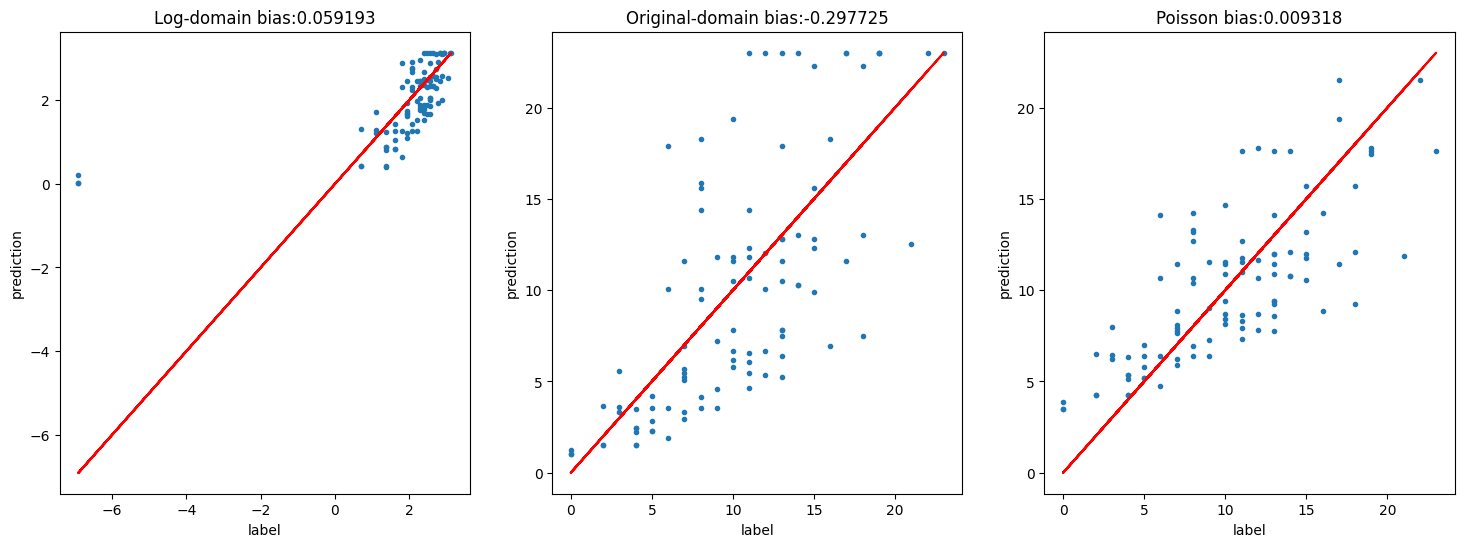 Log-domain bias:0.059193
prediction
2
0
−2
−4
−6
−6 −4 −2 0 2
label
Original-domain bias:-0.297725
prediction
20
15
10
5
0
0 5 10 15 20
label
Poisson bias:0.009318
prediction
20
15
10
5
0
0 5 10 15 20
label